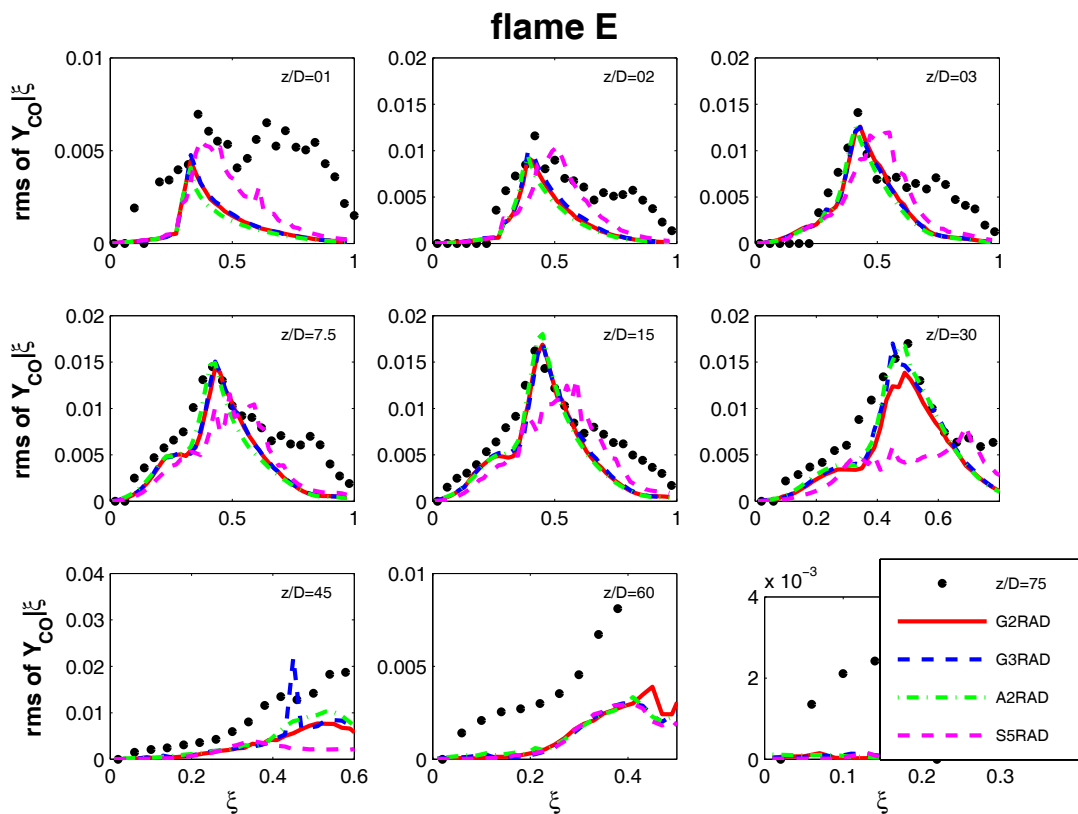 flame E
rms of Y_CO|ξ
0.01
0.005
0
z/D=01
0 0.5 1
0.02
0.015
0.01
0.005
0
z/D=02
0 0.5 1
0.02
0.015
0.01
0.005
0
z/D=03
0 0.5 1
rms of Y_CO|ξ
0.02
0.015
0.01
0.005
0
z/D=7.5
0 0.5 1
0.02
0.015
0.01
0.005
0
z/D=15
0 0.5 1
0.02
0.015
0.01
0.005
0
z/D=30
0 0.2 0.4 0.6
rms of Y_CO|ξ
0.04
0.03
0.02
0.01
0
z/D=45
0 0.2 0.4 0.6
ξ
0.01
0.005
0
z/D=60
0 0.2 0.4
ξ
x 10⁻³
4
2
0
0 0.1 0.2 0.3
ξ
z/D=75
G2RAD
G3RAD
A2RAD
S5RAD